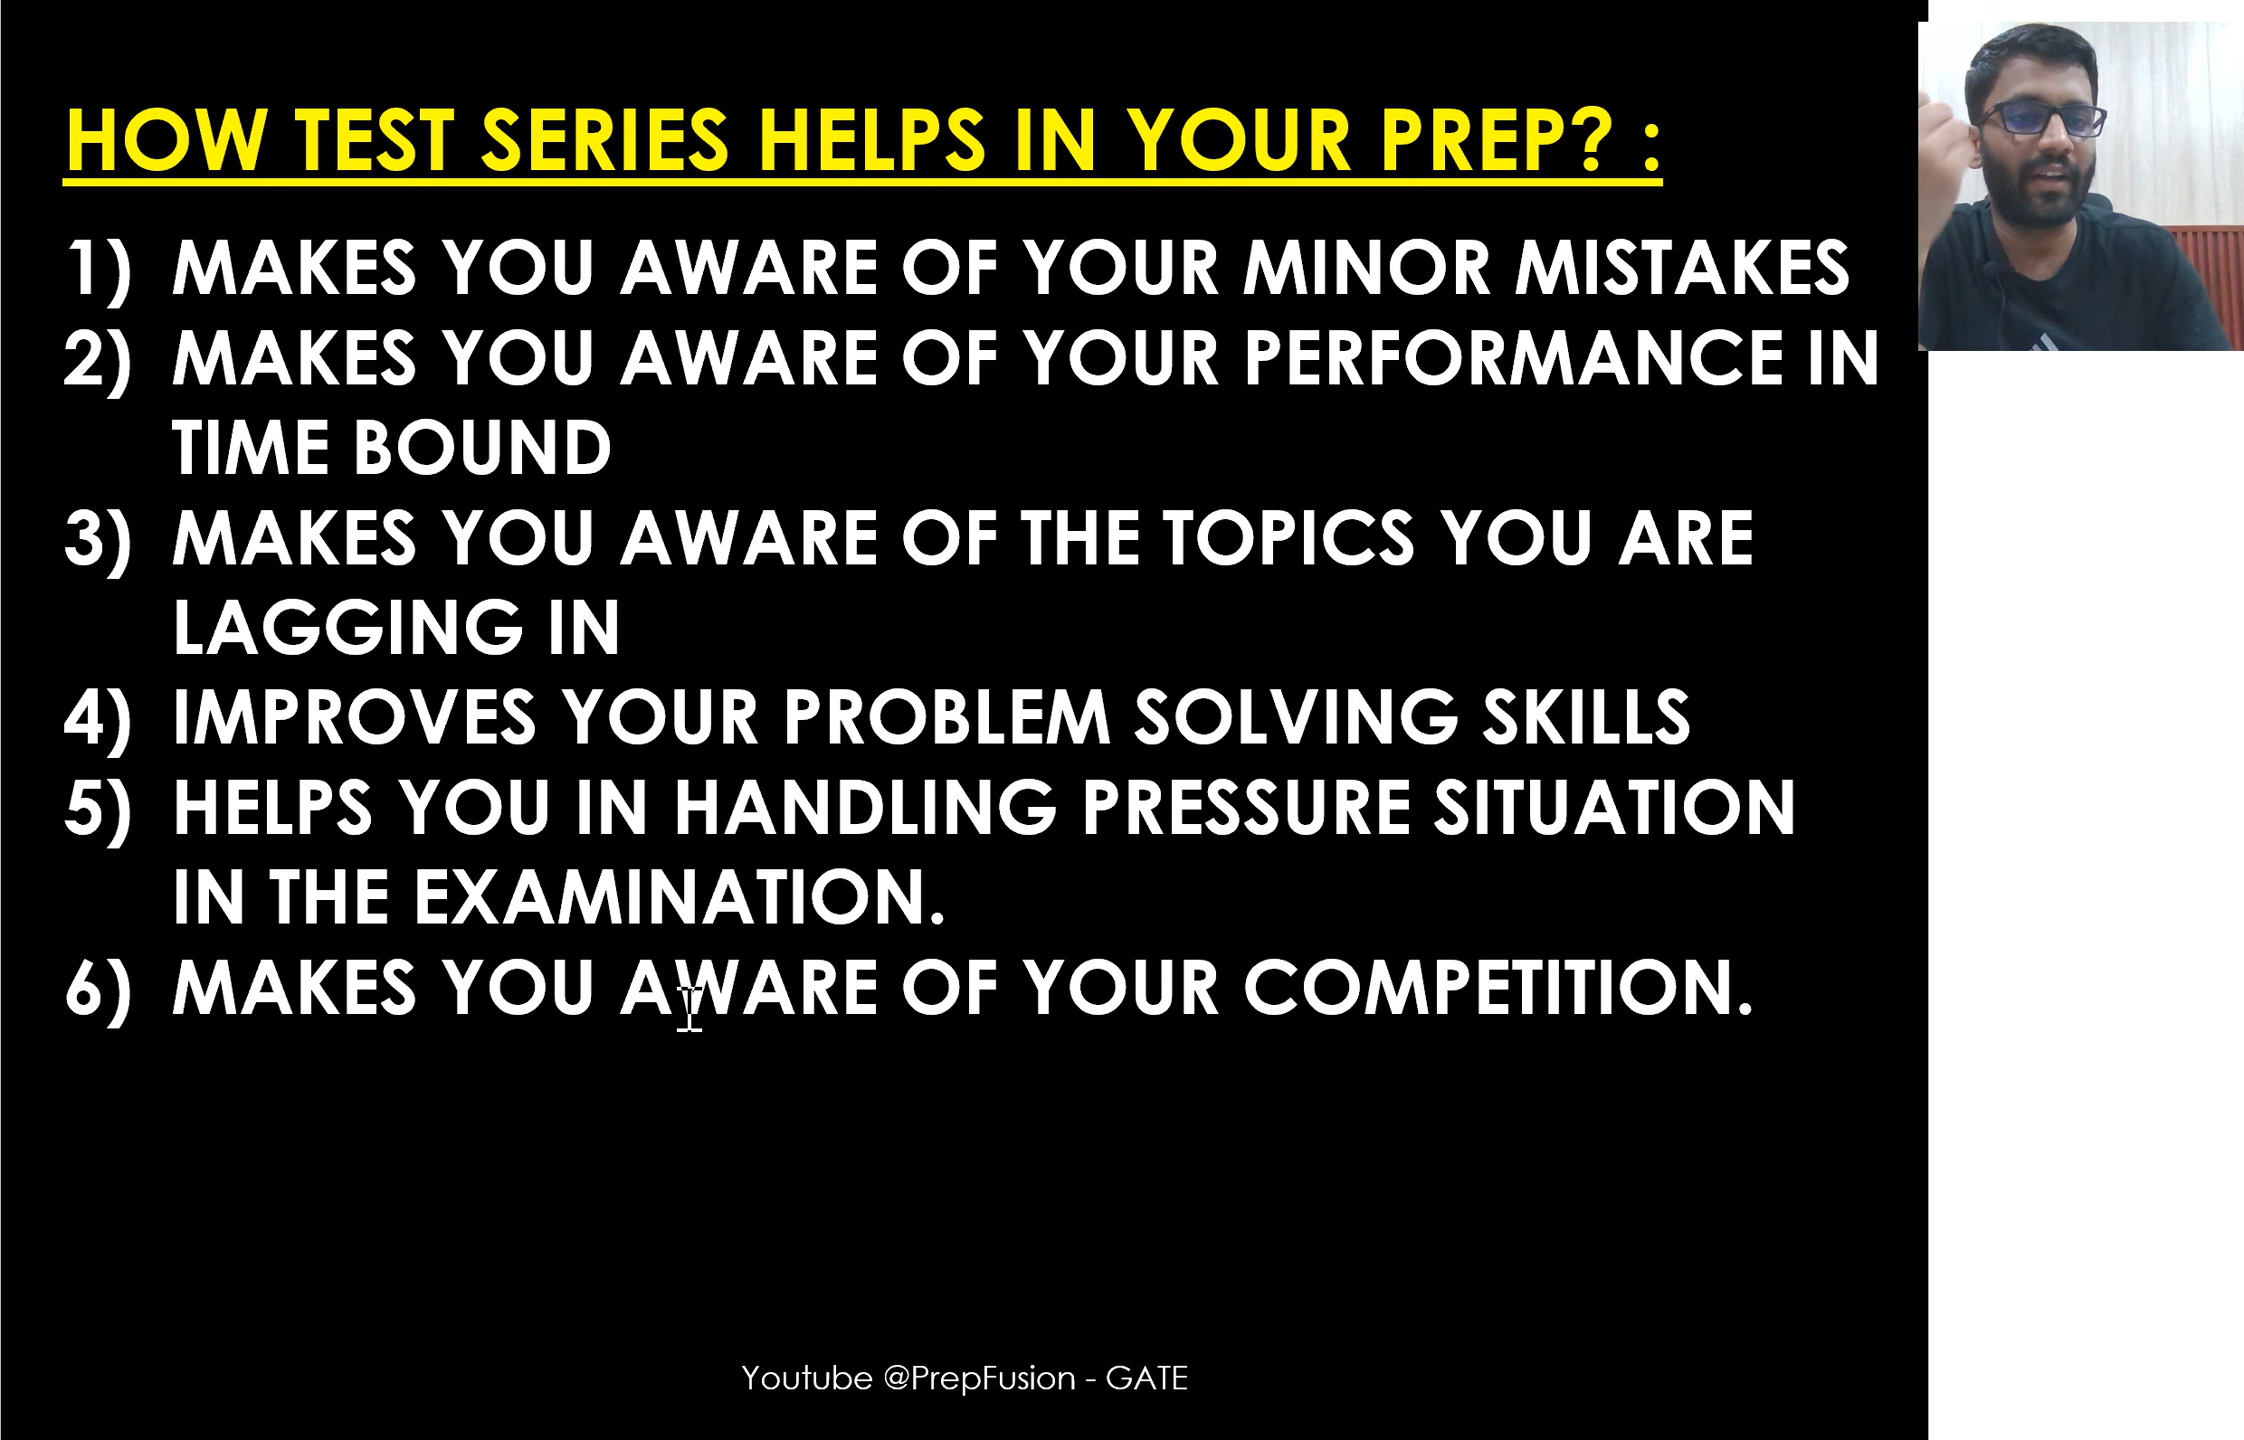 HOW TEST SERIES HELPS IN YOUR PREP? :
1) MAKES YOU AWARE OF YOUR MINOR MISTAKES
2) MAKES YOU AWARE OF YOUR PERFORMANCE IN
TIME BOUND
3) MAKES YOU AWARE OF THE TOPICS YOU ARE
LAGGING IN
4) IMPROVES YOUR PROBLEM SOLVING SKILLS
5) HELPS YOU IN HANDLING PRESSURE SITUATION
IN THE EXAMINATION.
6) MAKES YOU AWARE OF YOUR COMPETITION.
Youtube @PrepFusion - GATE